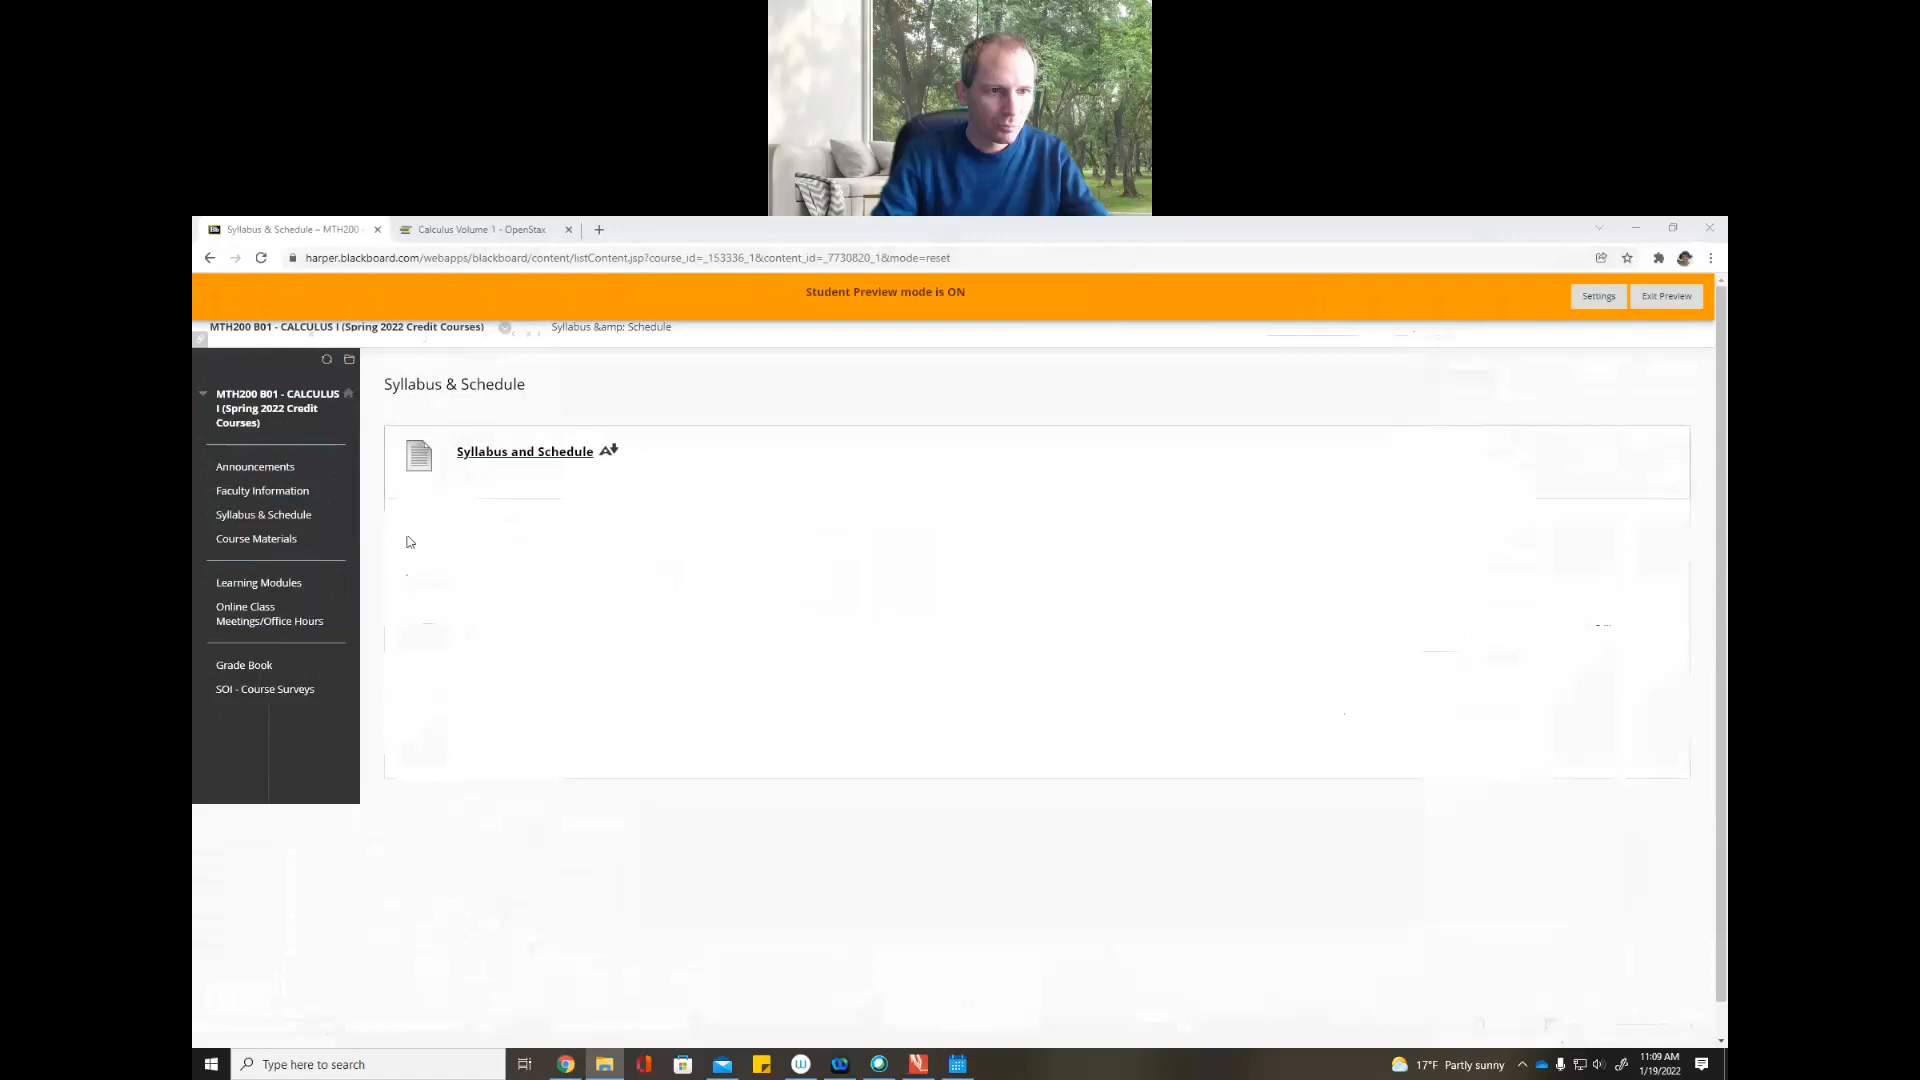 Syllabus & Schedule – MTH200
Calculus Volume 1 - OpenStax
harper.blackboard.com/webapps/blackboard/content/listContent.jsp?course_id=_153336_1&content_id=_7730820_1&mode=reset
Student Preview mode is ON
Settings
Exit Preview
MTH200 B01 - CALCULUS I (Spring 2022 Credit Courses)
Syllabus &amp; Schedule
MTH200 B01 - CALCULUS
I (Spring 2022 Credit
Courses)
Announcements
Faculty Information
Syllabus & Schedule
Course Materials
Learning Modules
Online Class
Meetings/Office Hours
Grade Book
SOI - Course Surveys
Syllabus & Schedule
Syllabus and Schedule
Type here to search
17°F Partly sunny
11:09 AM
1/19/2022